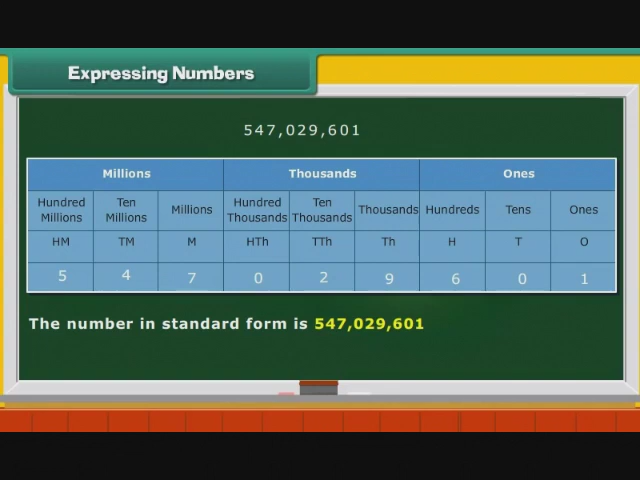 Expressing Numbers
547,029,601
Millions Thousands Ones
Hundred Millions Ten Millions Millions Hundred Thousands Ten Thousands Thousands Hundreds Tens Ones
HM TM M HTh TTh Th H T O
5 4 7 0 2 9 6 0 1
The number in standard form is 547,029,601